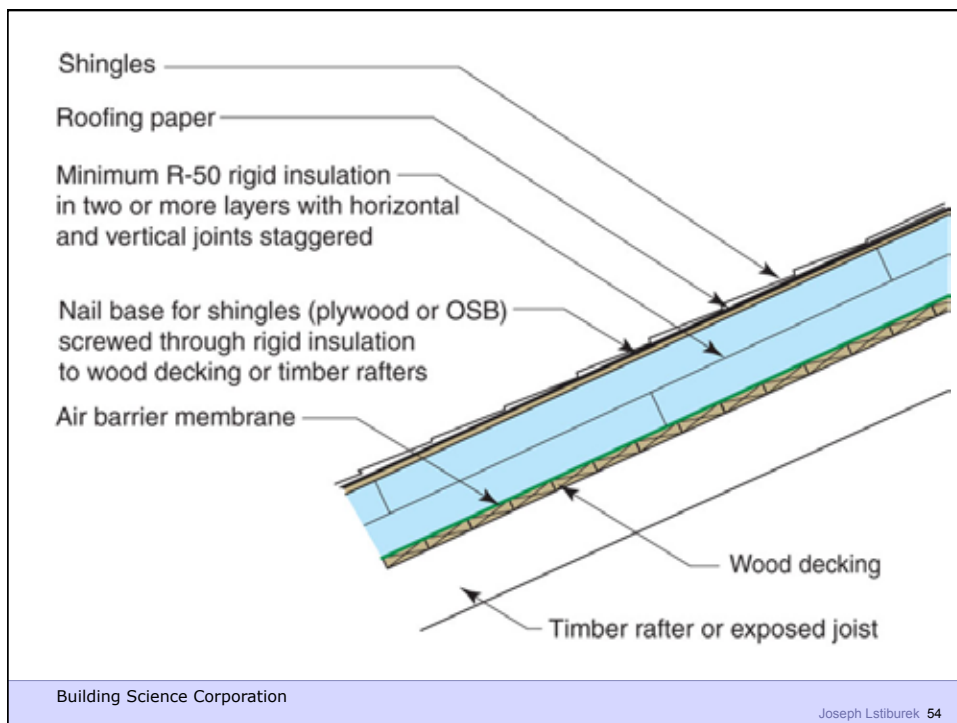 Shingles
Roofing paper
Minimum R-50 rigid insulation
in two or more layers with horizontal
and vertical joints staggered
Nail base for shingles (plywood or OSB)
screwed through rigid insulation
to wood decking or timber rafters
Air barrier membrane
Wood decking
Timber rafter or exposed joist
Building Science Corporation
Joseph Lstiburek 54